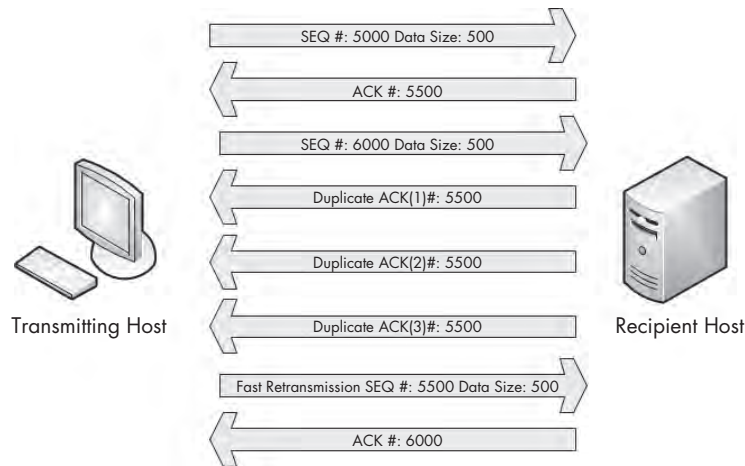 SEQ #: 5000 Data Size: 500
ACK #: 5500
SEQ #: 6000 Data Size: 500
Duplicate ACK(1)#: 5500
Duplicate ACK(2)#: 5500
Transmitting Host
Duplicate ACK(3)#: 5500
Recipient Host
Fast Retransmission SEQ #: 5500 Data Size: 500
ACK #: 6000